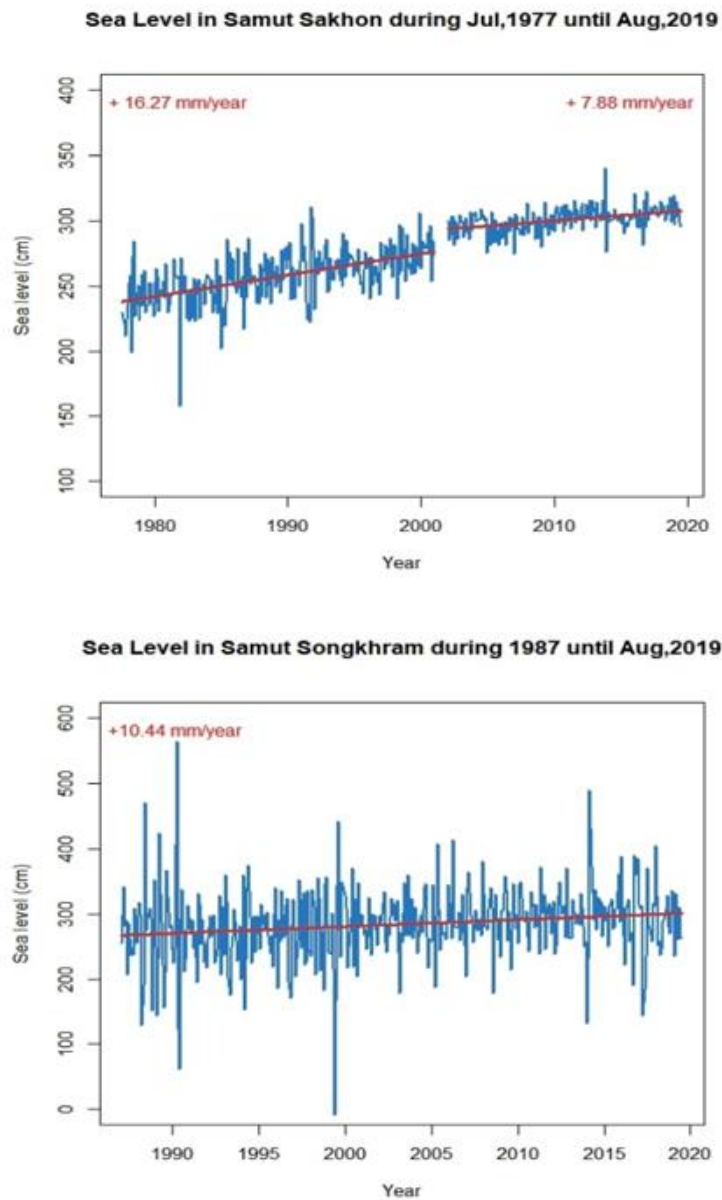 Sea Level in Samut Sakhon during Jul,1977 until Aug,2019
+ 16.27 mm/year
+ 7.88 mm/year
Sea level (cm)
400
350
300
250
200
150
100
1980 1990 2000 2010 2020
Year
Sea Level in Samut Songkhram during 1987 until Aug,2019
+10.44 mm/year
Sea level (cm)
600
500
400
300
200
100
0
1990 1995 2000 2005 2010 2015 2020
Year